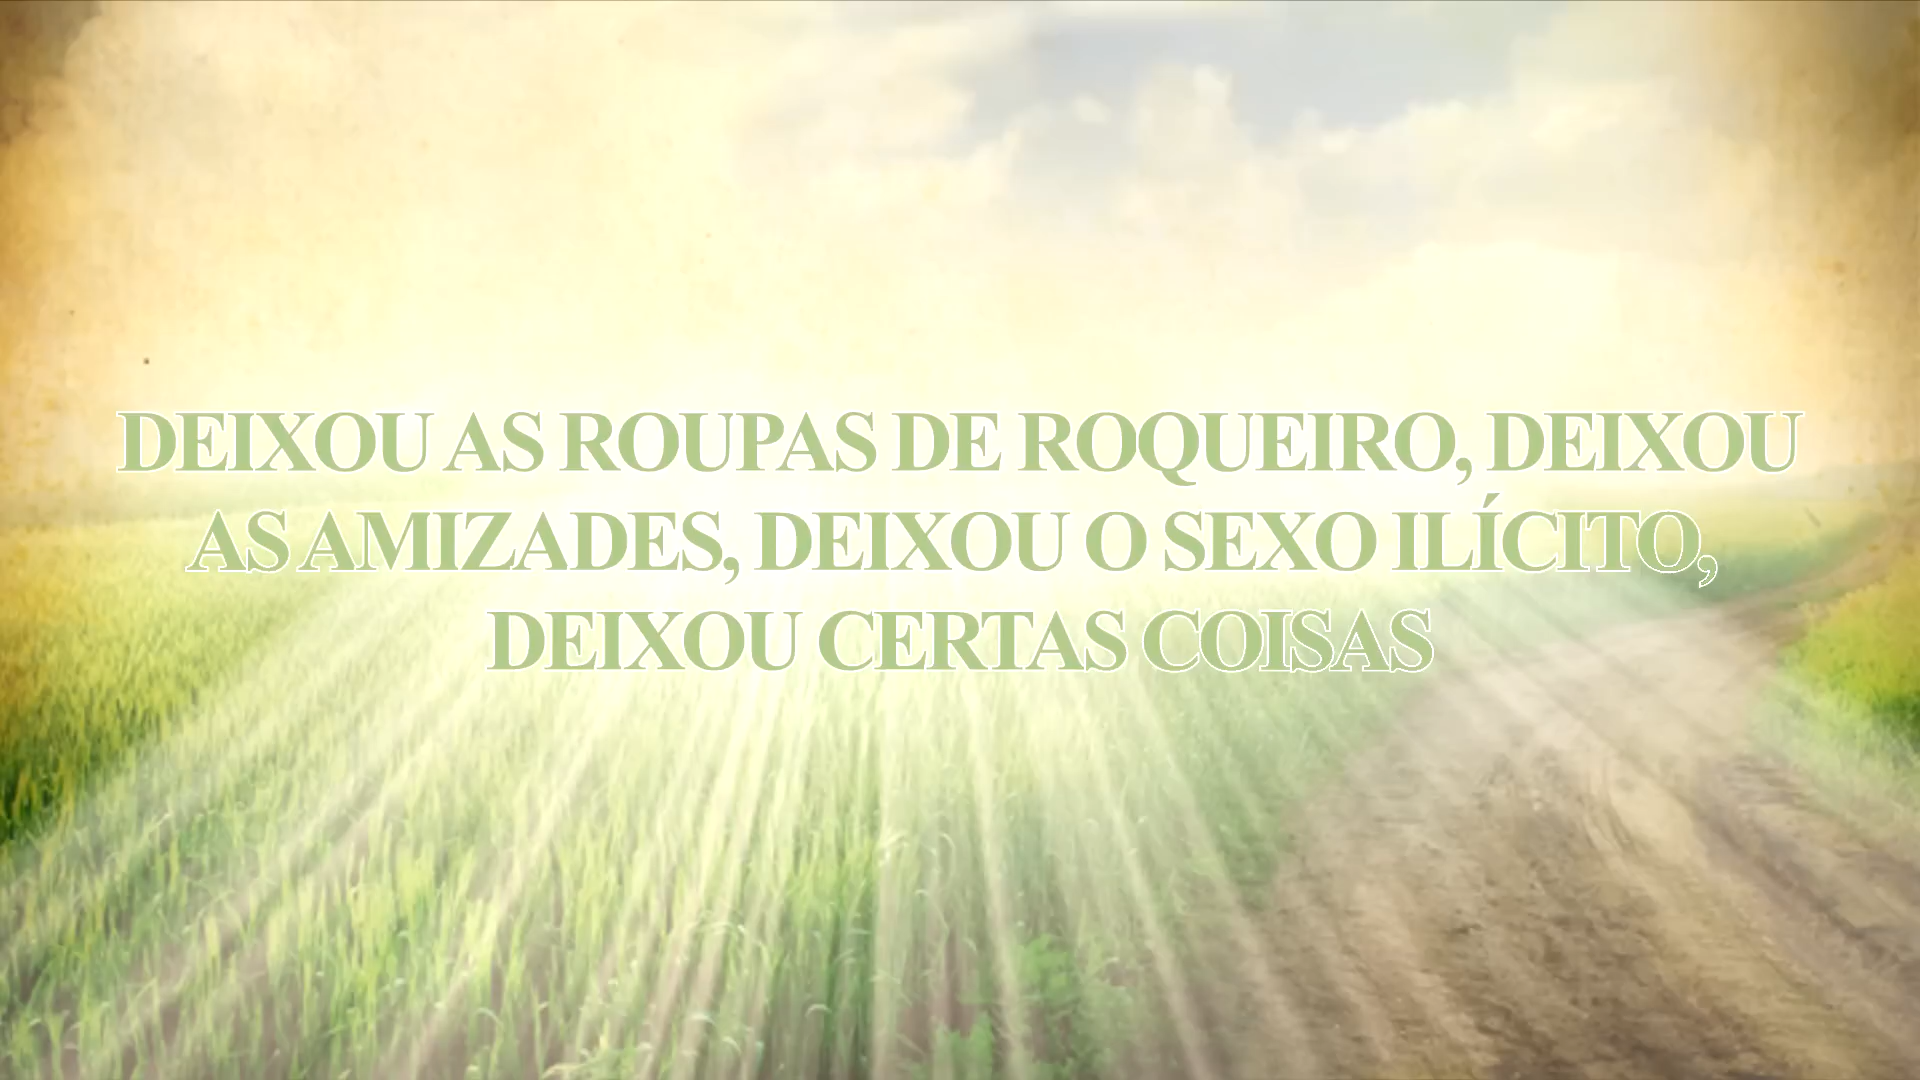 DEIXOU AS ROUPAS DE ROQUEIRO, DEIXOU
AS AMIZADES, DEIXOU O SEXO ILÍCITO,
DEIXOU CERTAS COISAS